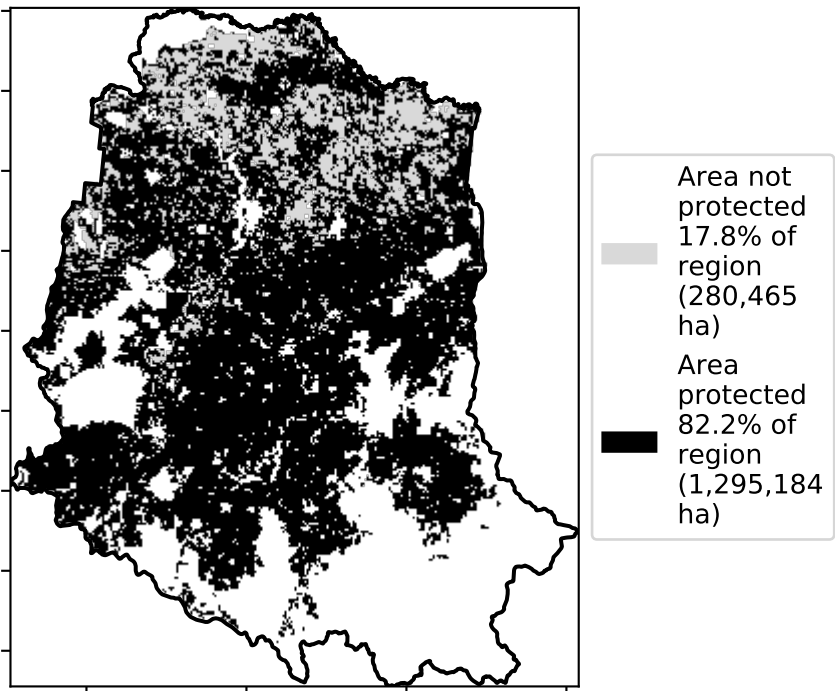 Area not
protected
17.8% of
region
(280,465
ha)
Area
protected
82.2% of
region
(1,295,184
ha)